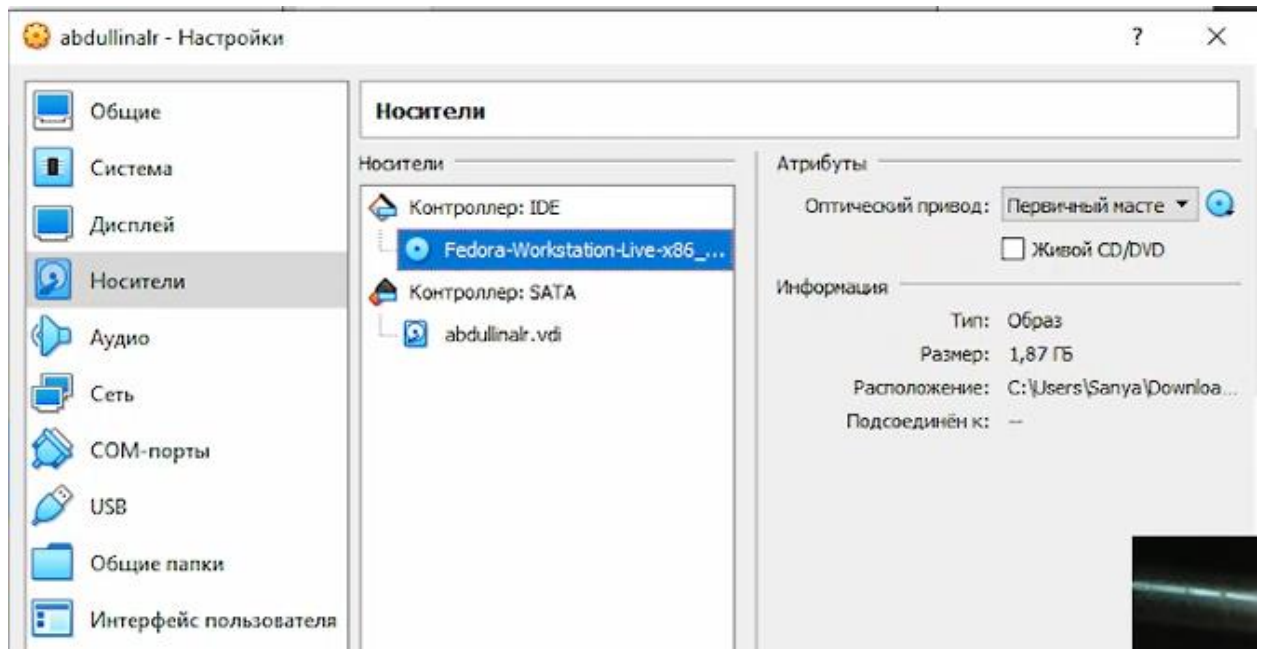 abdullinalr - Настройки
?
Общие
Система
Дисплей
Носители
Аудио
Сеть
COM-порты
USB
Общие папки
Интерфейс пользователя
Носители
Носители
Контроллер: IDE
Fedora-Workstation-Live-x86_...
Контроллер: SATA
abdullinalr.vdi
Атрибуты
Оптический привод: Первичный масте
Живой CD/DVD
Информация
Тип: Образ
Размер: 1,87 ГБ
Расположение: C:\Users\Sanya\Downloa...
Подсоединён к: --